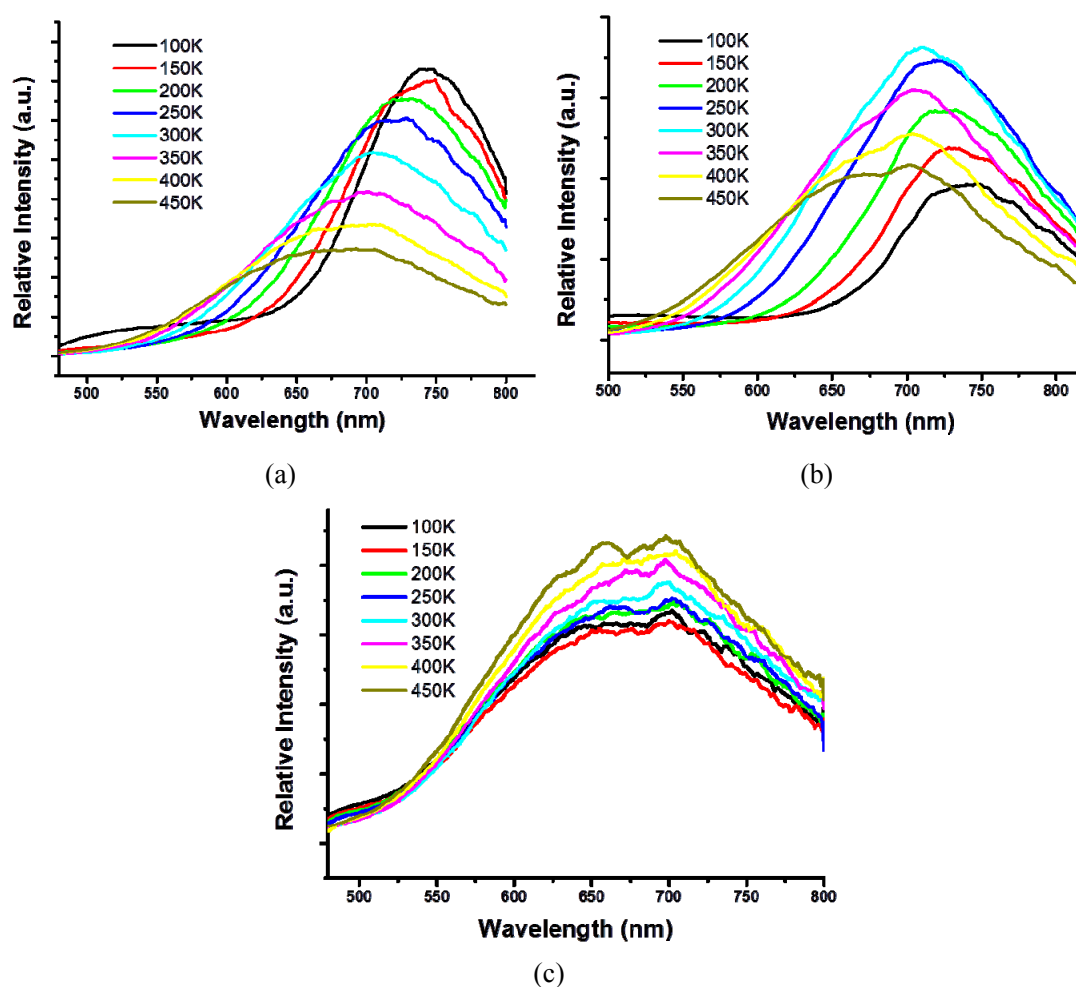 100K
150K
200K
250K
300K
350K
400K
450K
Relative Intensity (a.u.)
500 550 600 650 700 750 800
Wavelength (nm)
(a)
100K
150K
200K
250K
300K
350K
400K
450K
Relative Intensity (a.u.)
500 550 600 650 700 750 800
Wavelength (nm)
(b)
100K
150K
200K
250K
300K
350K
400K
450K
Relative Intensity (a.u.)
500 550 600 650 700 750 800
Wavelength (nm)
(c)